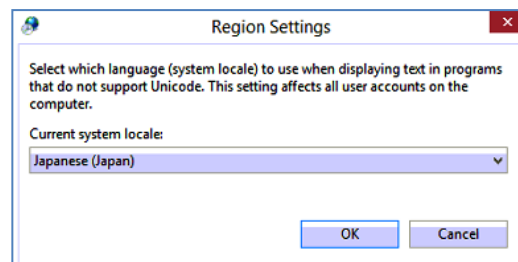 Region Settings
Select which language (system locale) to use when displaying text in programs
that do not support Unicode. This setting affects all user accounts on the
computer.
Current system locale:
Japanese (Japan)
OK
Cancel